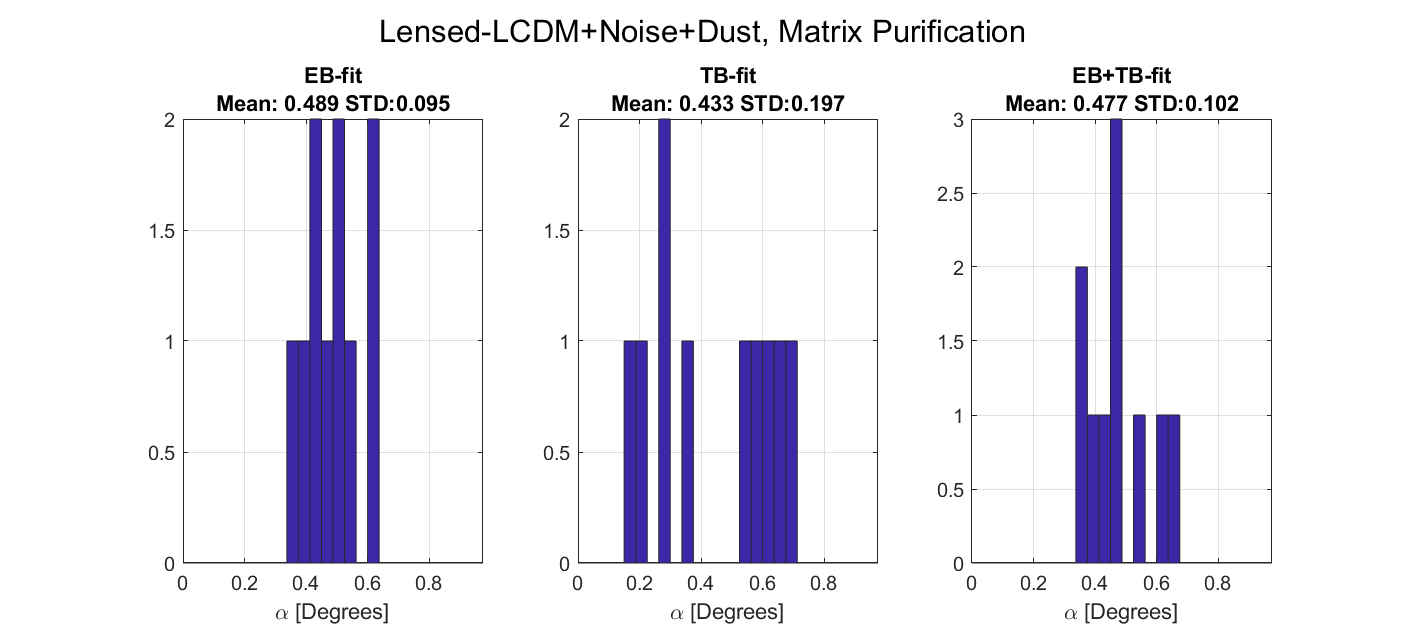 Lensed-LCDM+Noise+Dust, Matrix Purification
EB-fit
Mean: 0.489 STD:0.095
2
1.5
1
0.5
0
0 0.2 0.4 0.6 0.8
α [Degrees]
TB-fit
Mean: 0.433 STD:0.197
2
1.5
1
0.5
0
0 0.2 0.4 0.6 0.8
α [Degrees]
EB+TB-fit
Mean: 0.477 STD:0.102
3
2.5
2
1.5
1
0.5
0
0 0.2 0.4 0.6 0.8
α [Degrees]